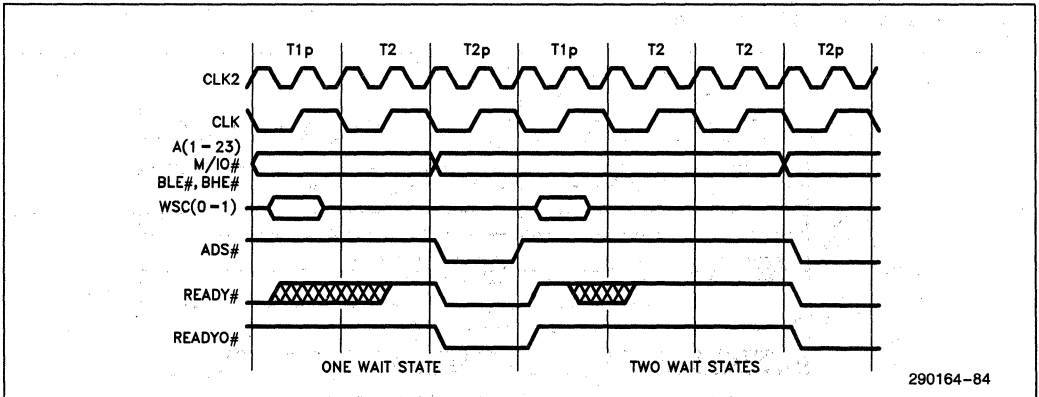 T1p T2 T2p T1p T2 T2 T2p
CLK2
CLK
A(1-23)
M/IO#
BLE#, BHE#
WSC(0-1)
ADS#
READY#
READYO#
ONE WAIT STATE TWO WAIT STATES
290164-84